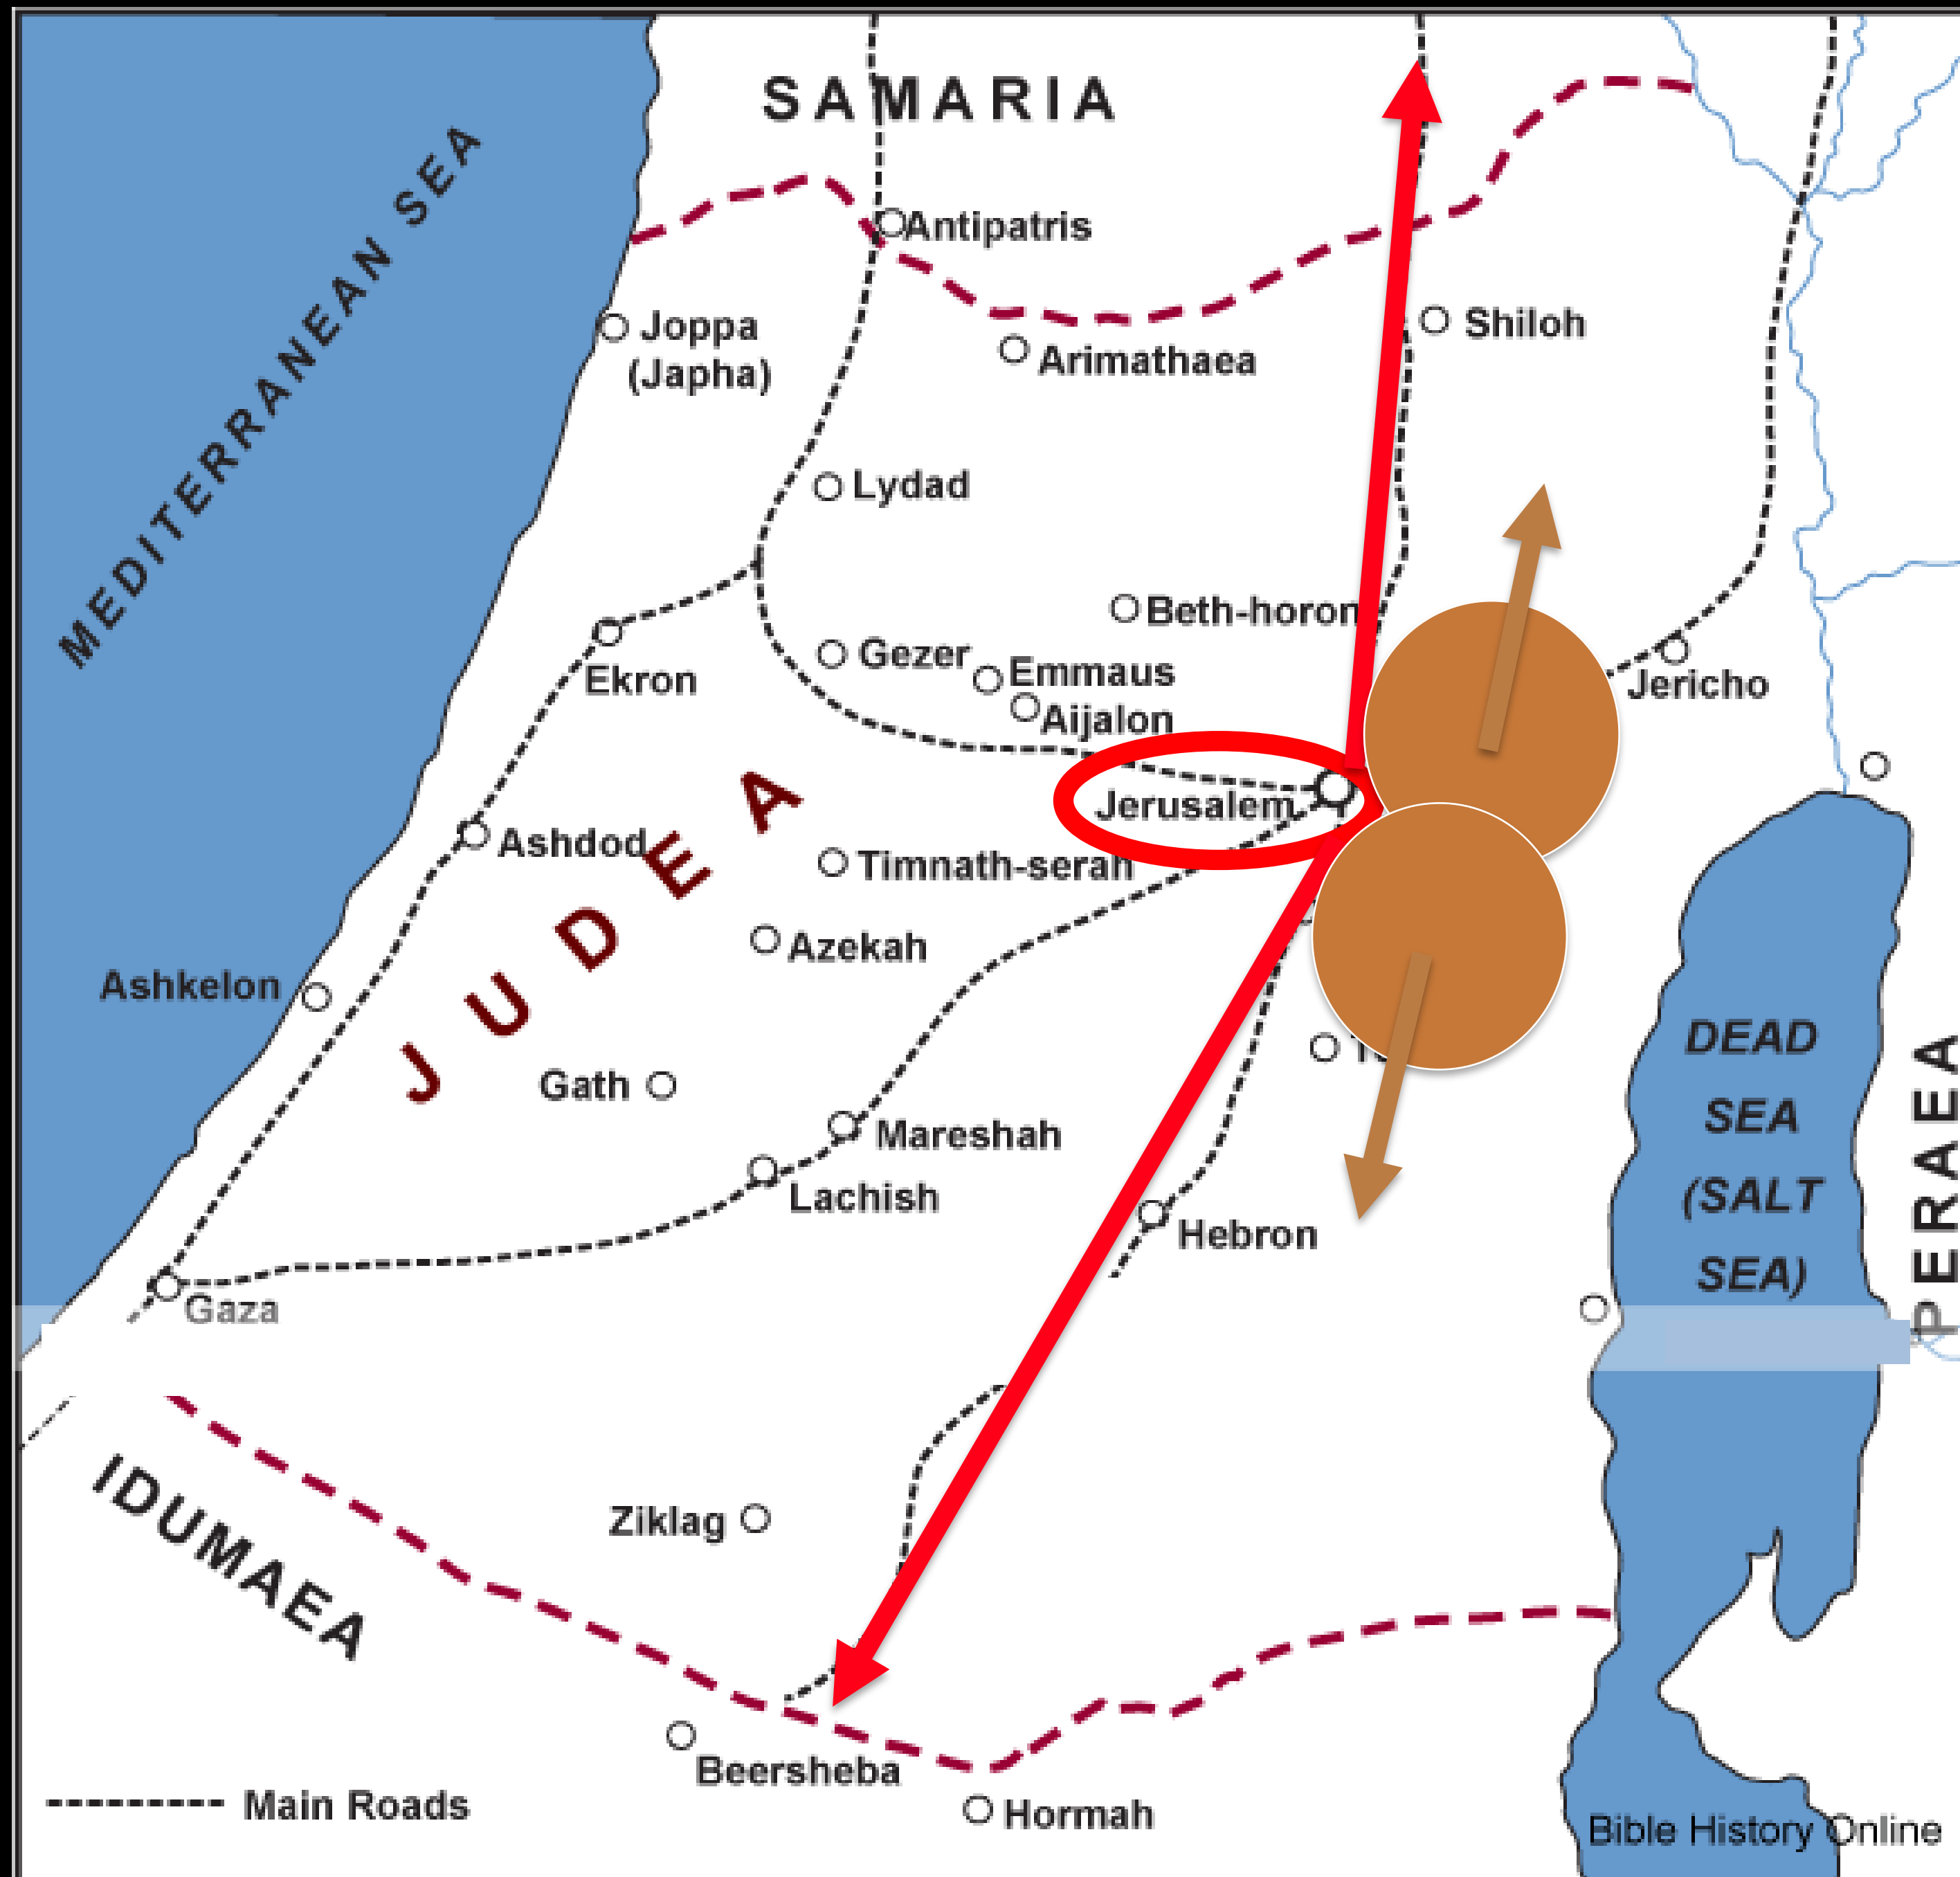 SAMARIA
MEDITERRANEAN SEA
Antipatris
Joppa
(Japha)
Shiloh
Arimathaea
Lydad
Beth-horon
Gezer
Emmaus
Ekron
Jericho
Aijalon
Jerusalem
JUDEA
Ashdod
Timnath-serah
Azekah
Ashkelon
DEAD
SEA
(SALT
SEA)
PERAEA
Gath
Mareshah
Lachish
Hebron
Gaza
IDUMAEA
Ziklag
Beersheba
Main Roads
Hormah
Bible History Online